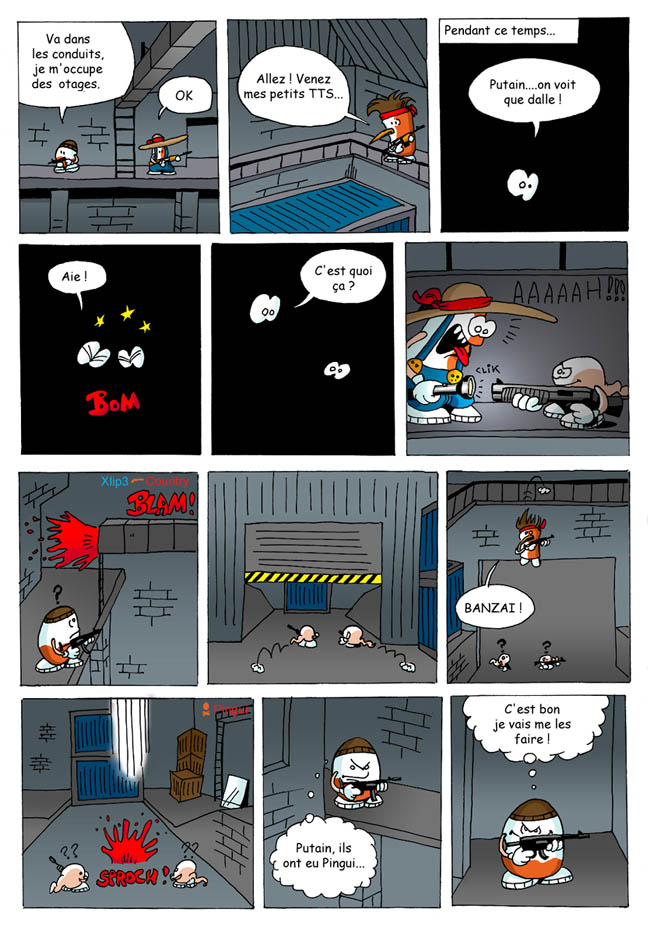 Va dans
les conduits,
je m'occupe
des otages.
OK
Allez ! Venez
mes petits TTS...
Pendant ce temps...
Putain....on voit
que dalle !
Aie !
BOM
C'est quoi
ça ?
AAAAAH!!!
CLIK
Xlip3 Country
BLAM!
?
BANZAI !
? ?
Pingui
??
??
SPROCH !
Putain, ils
ont eu Pingui...
C'est bon
je vais me les
faire !